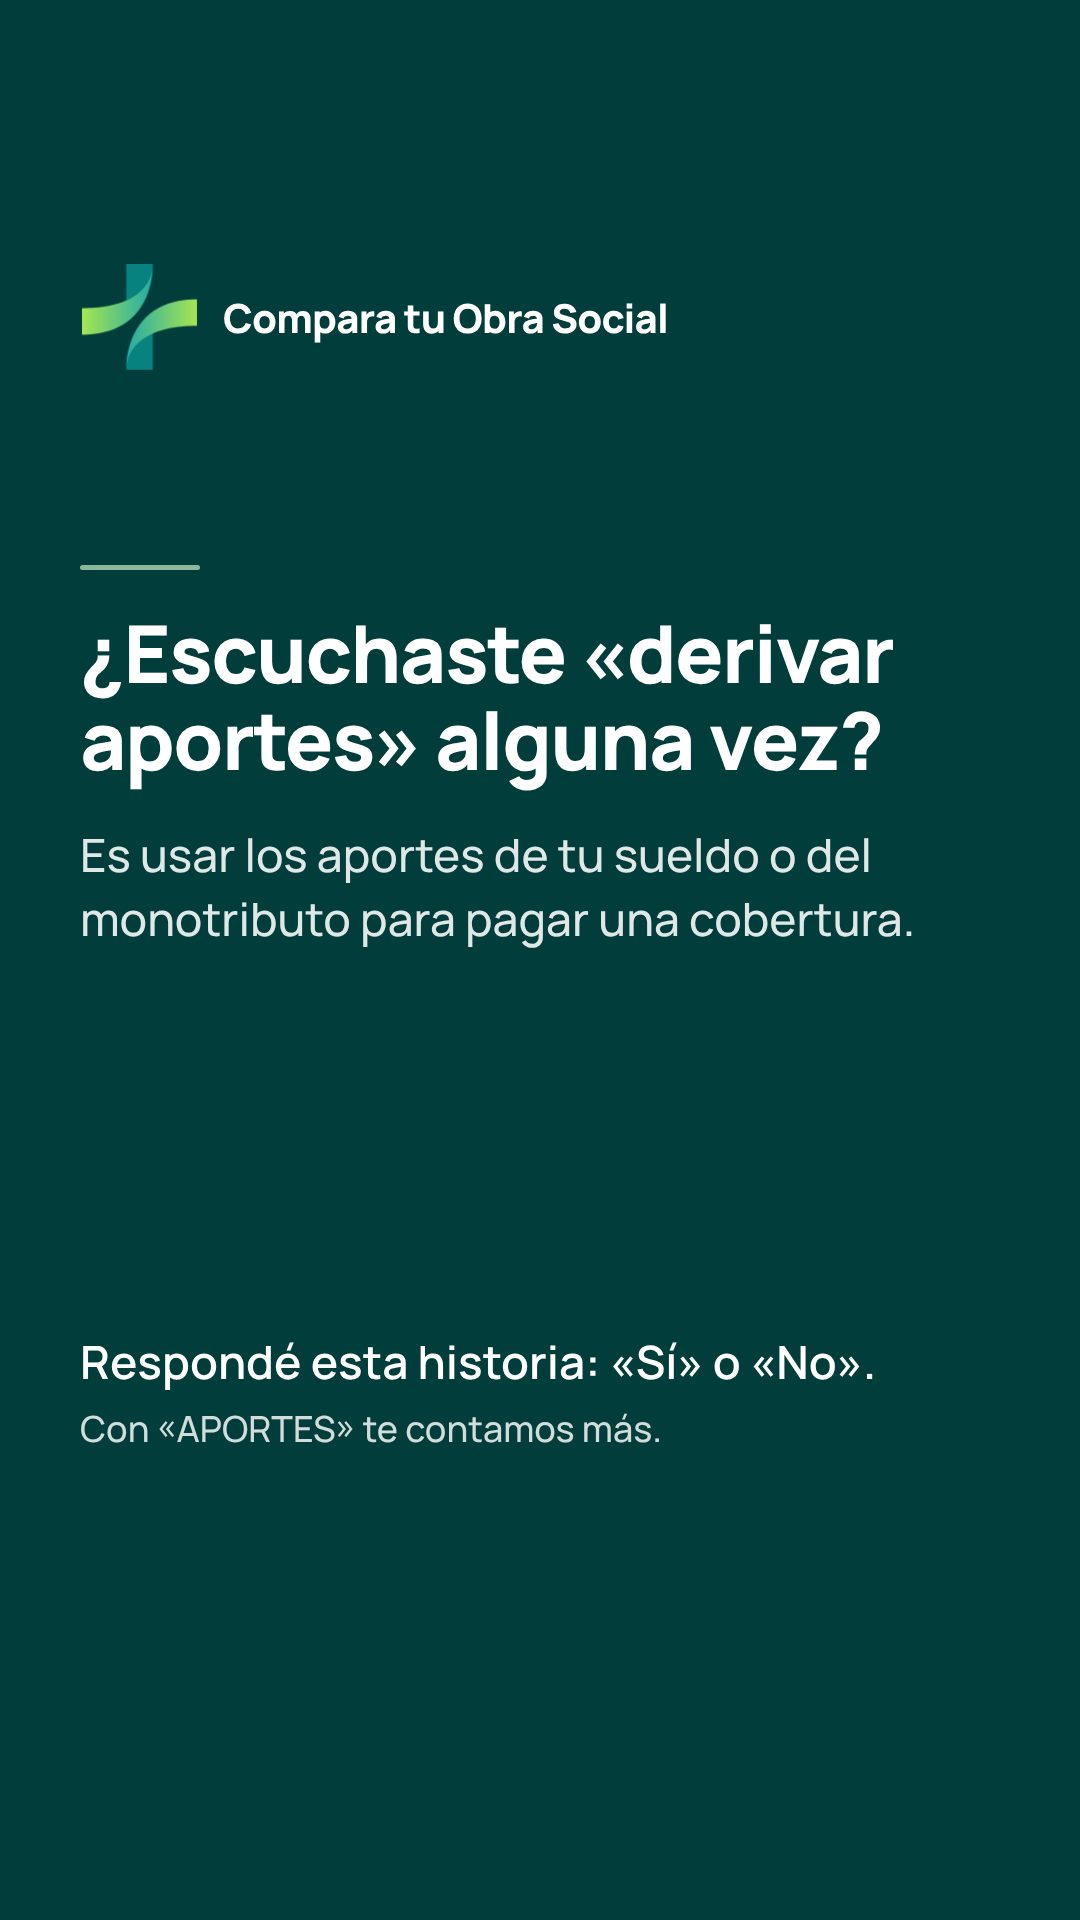 Compara tu Obra Social
¿Escuchaste «derivar
aportes» alguna vez?
Es usar los aportes de tu sueldo o del
monotributo para pagar una cobertura.
Respondé esta historia: «Sí» o «No».
Con «APORTES» te contamos más.